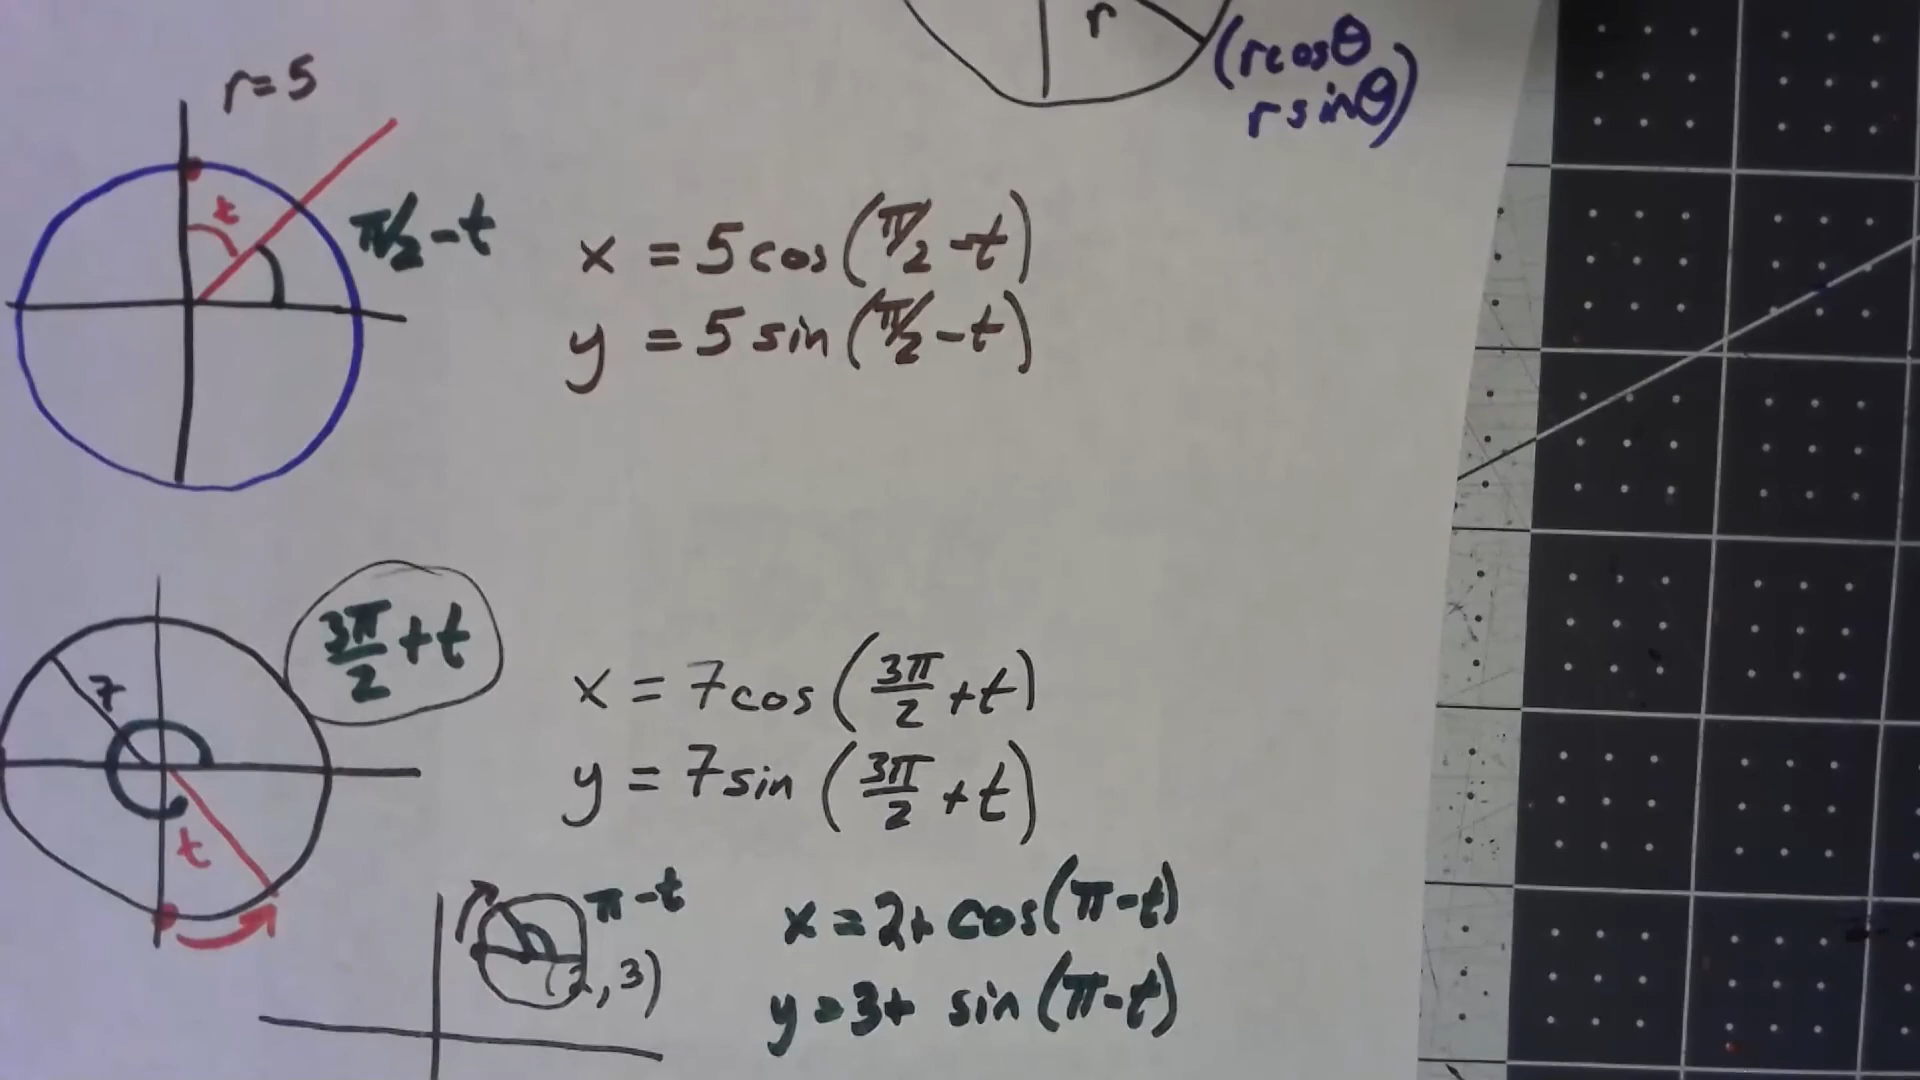 r
(rcosθ
rsinθ)
r=5
t
π/2-t
x = 5cos(π/2-t)
y = 5sin(π/2-t)
3π/2+t
7
t
x = 7cos(3π/2+t)
y = 7sin(3π/2+t)
π-t
(2,3)
x=2+cos(π-t)
y=3+ sin(π-t)